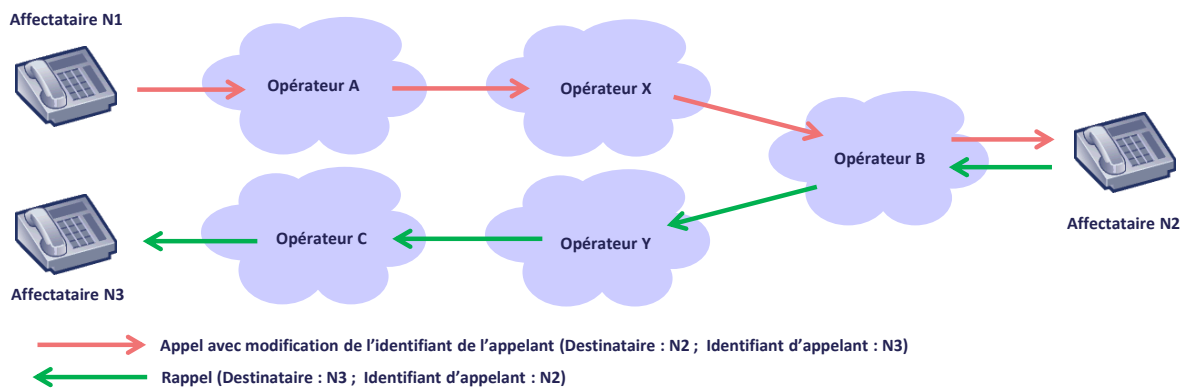 Affectataire N1
Opérateur A
Opérateur X
Opérateur B
Affectataire N2
Opérateur C
Opérateur Y
Affectataire N3
Appel avec modification de l’identifiant de l’appelant (Destinataire : N2 ; Identifiant d’appelant : N3)
Rappel (Destinataire : N3 ; Identifiant d’appelant : N2)